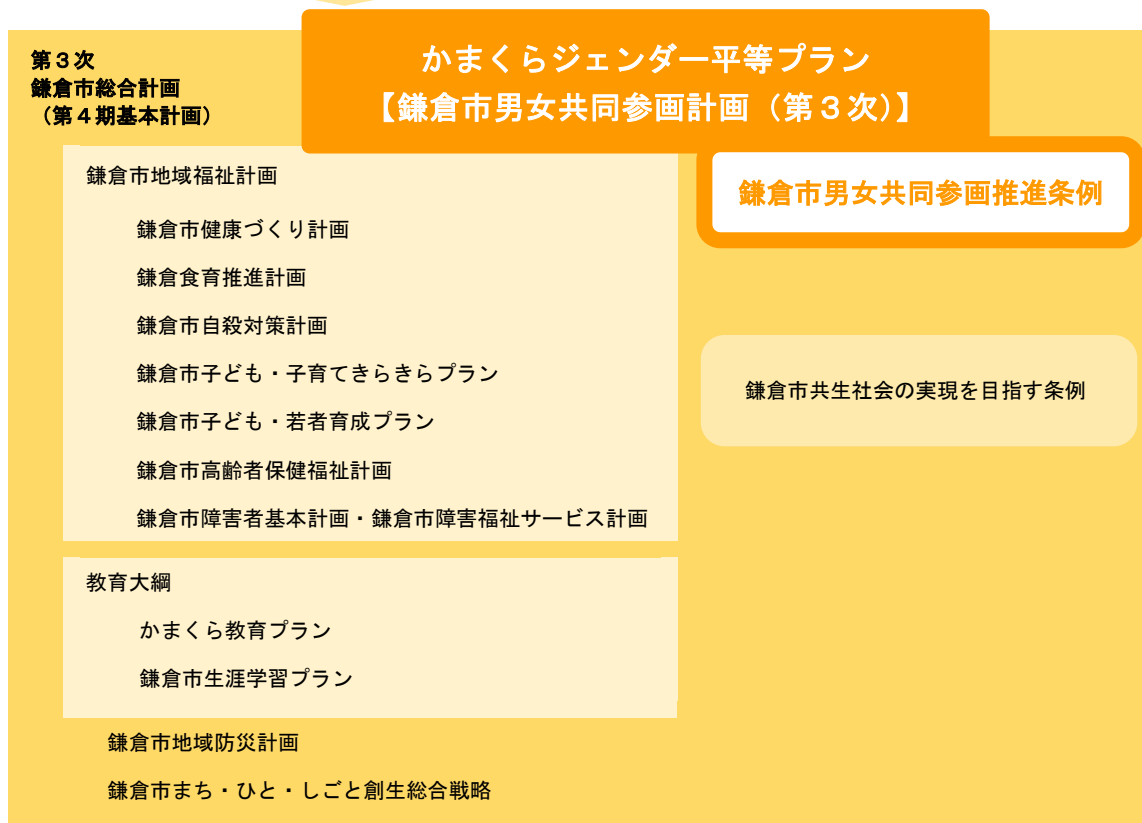 第３次
鎌倉市総合計画
（第４期基本計画）
かまくらジェンダー平等プラン
【鎌倉市男女共同参画計画（第３次）】
鎌倉市地域福祉計画
鎌倉市健康づくり計画
鎌倉食育推進計画
鎌倉市自殺対策計画
鎌倉市子ども・子育てきらきらプラン
鎌倉市子ども・若者育成プラン
鎌倉市高齢者保健福祉計画
鎌倉市障害者基本計画・鎌倉市障害福祉サービス計画
教育大綱
かまくら教育プラン
鎌倉市生涯学習プラン
鎌倉市地域防災計画
鎌倉市まち・ひと・しごと創生総合戦略
鎌倉市男女共同参画推進条例
鎌倉市共生社会の実現を目指す条例